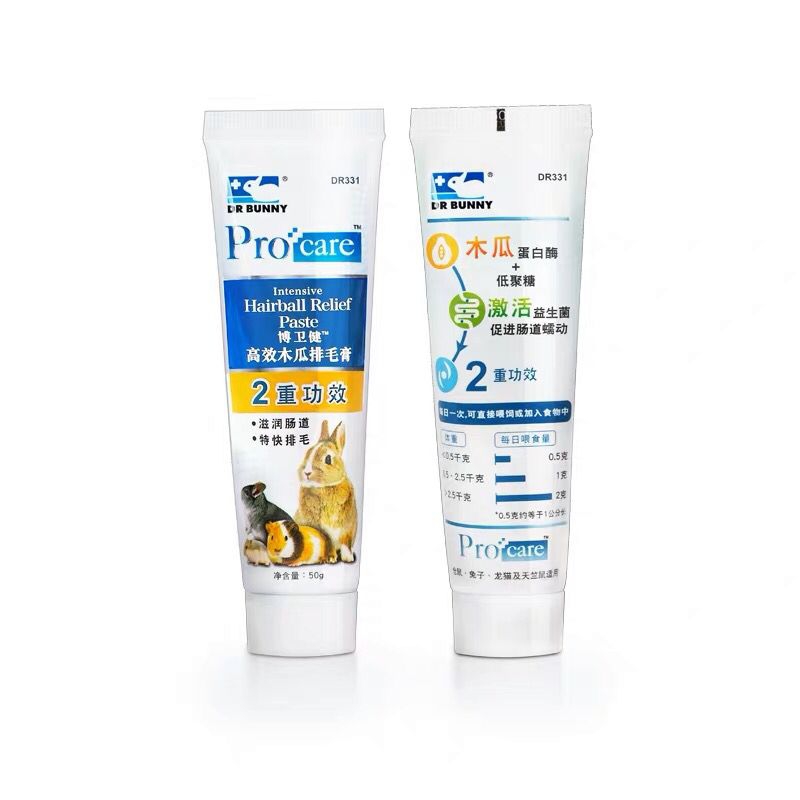 DR331
®
DR BUNNY
Pro+care™
Intensive
Hairball Relief
Paste
博卫健™
高效木瓜排毛膏
2重功效
•滋润肠道
•特快排毛
净含量：50g
DR331
®
DR BUNNY
木瓜蛋白酶
+
低聚糖
激活益生菌
促进肠道蠕动
2重功效
每日一次,可直接喂饲或加入食物中
体重 每日喂食量
<0.5千克 0.5克
0.5-2.5千克 1克
>2.5千克 2克
*0.5克约等于1公分长
Pro+care™
仓鼠·兔子·龙猫及天竺鼠适用